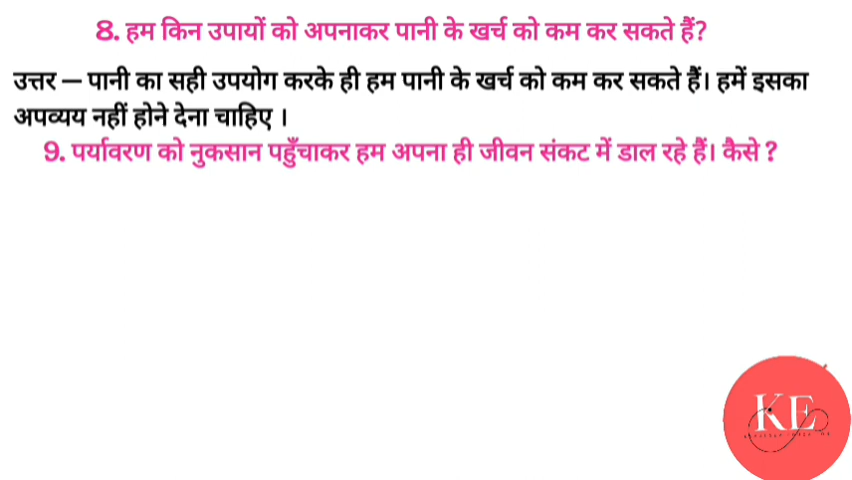 8. हम किन उपायों को अपनाकर पानी के खर्च को कम कर सकते हैं?
उत्तर — पानी का सही उपयोग करके ही हम पानी के खर्च को कम कर सकते हैं। हमें इसका
अपव्यय नहीं होने देना चाहिए ।
9. पर्यावरण को नुकसान पहुँचाकर हम अपना ही जीवन संकट में डाल रहे हैं। कैसे ?
KE